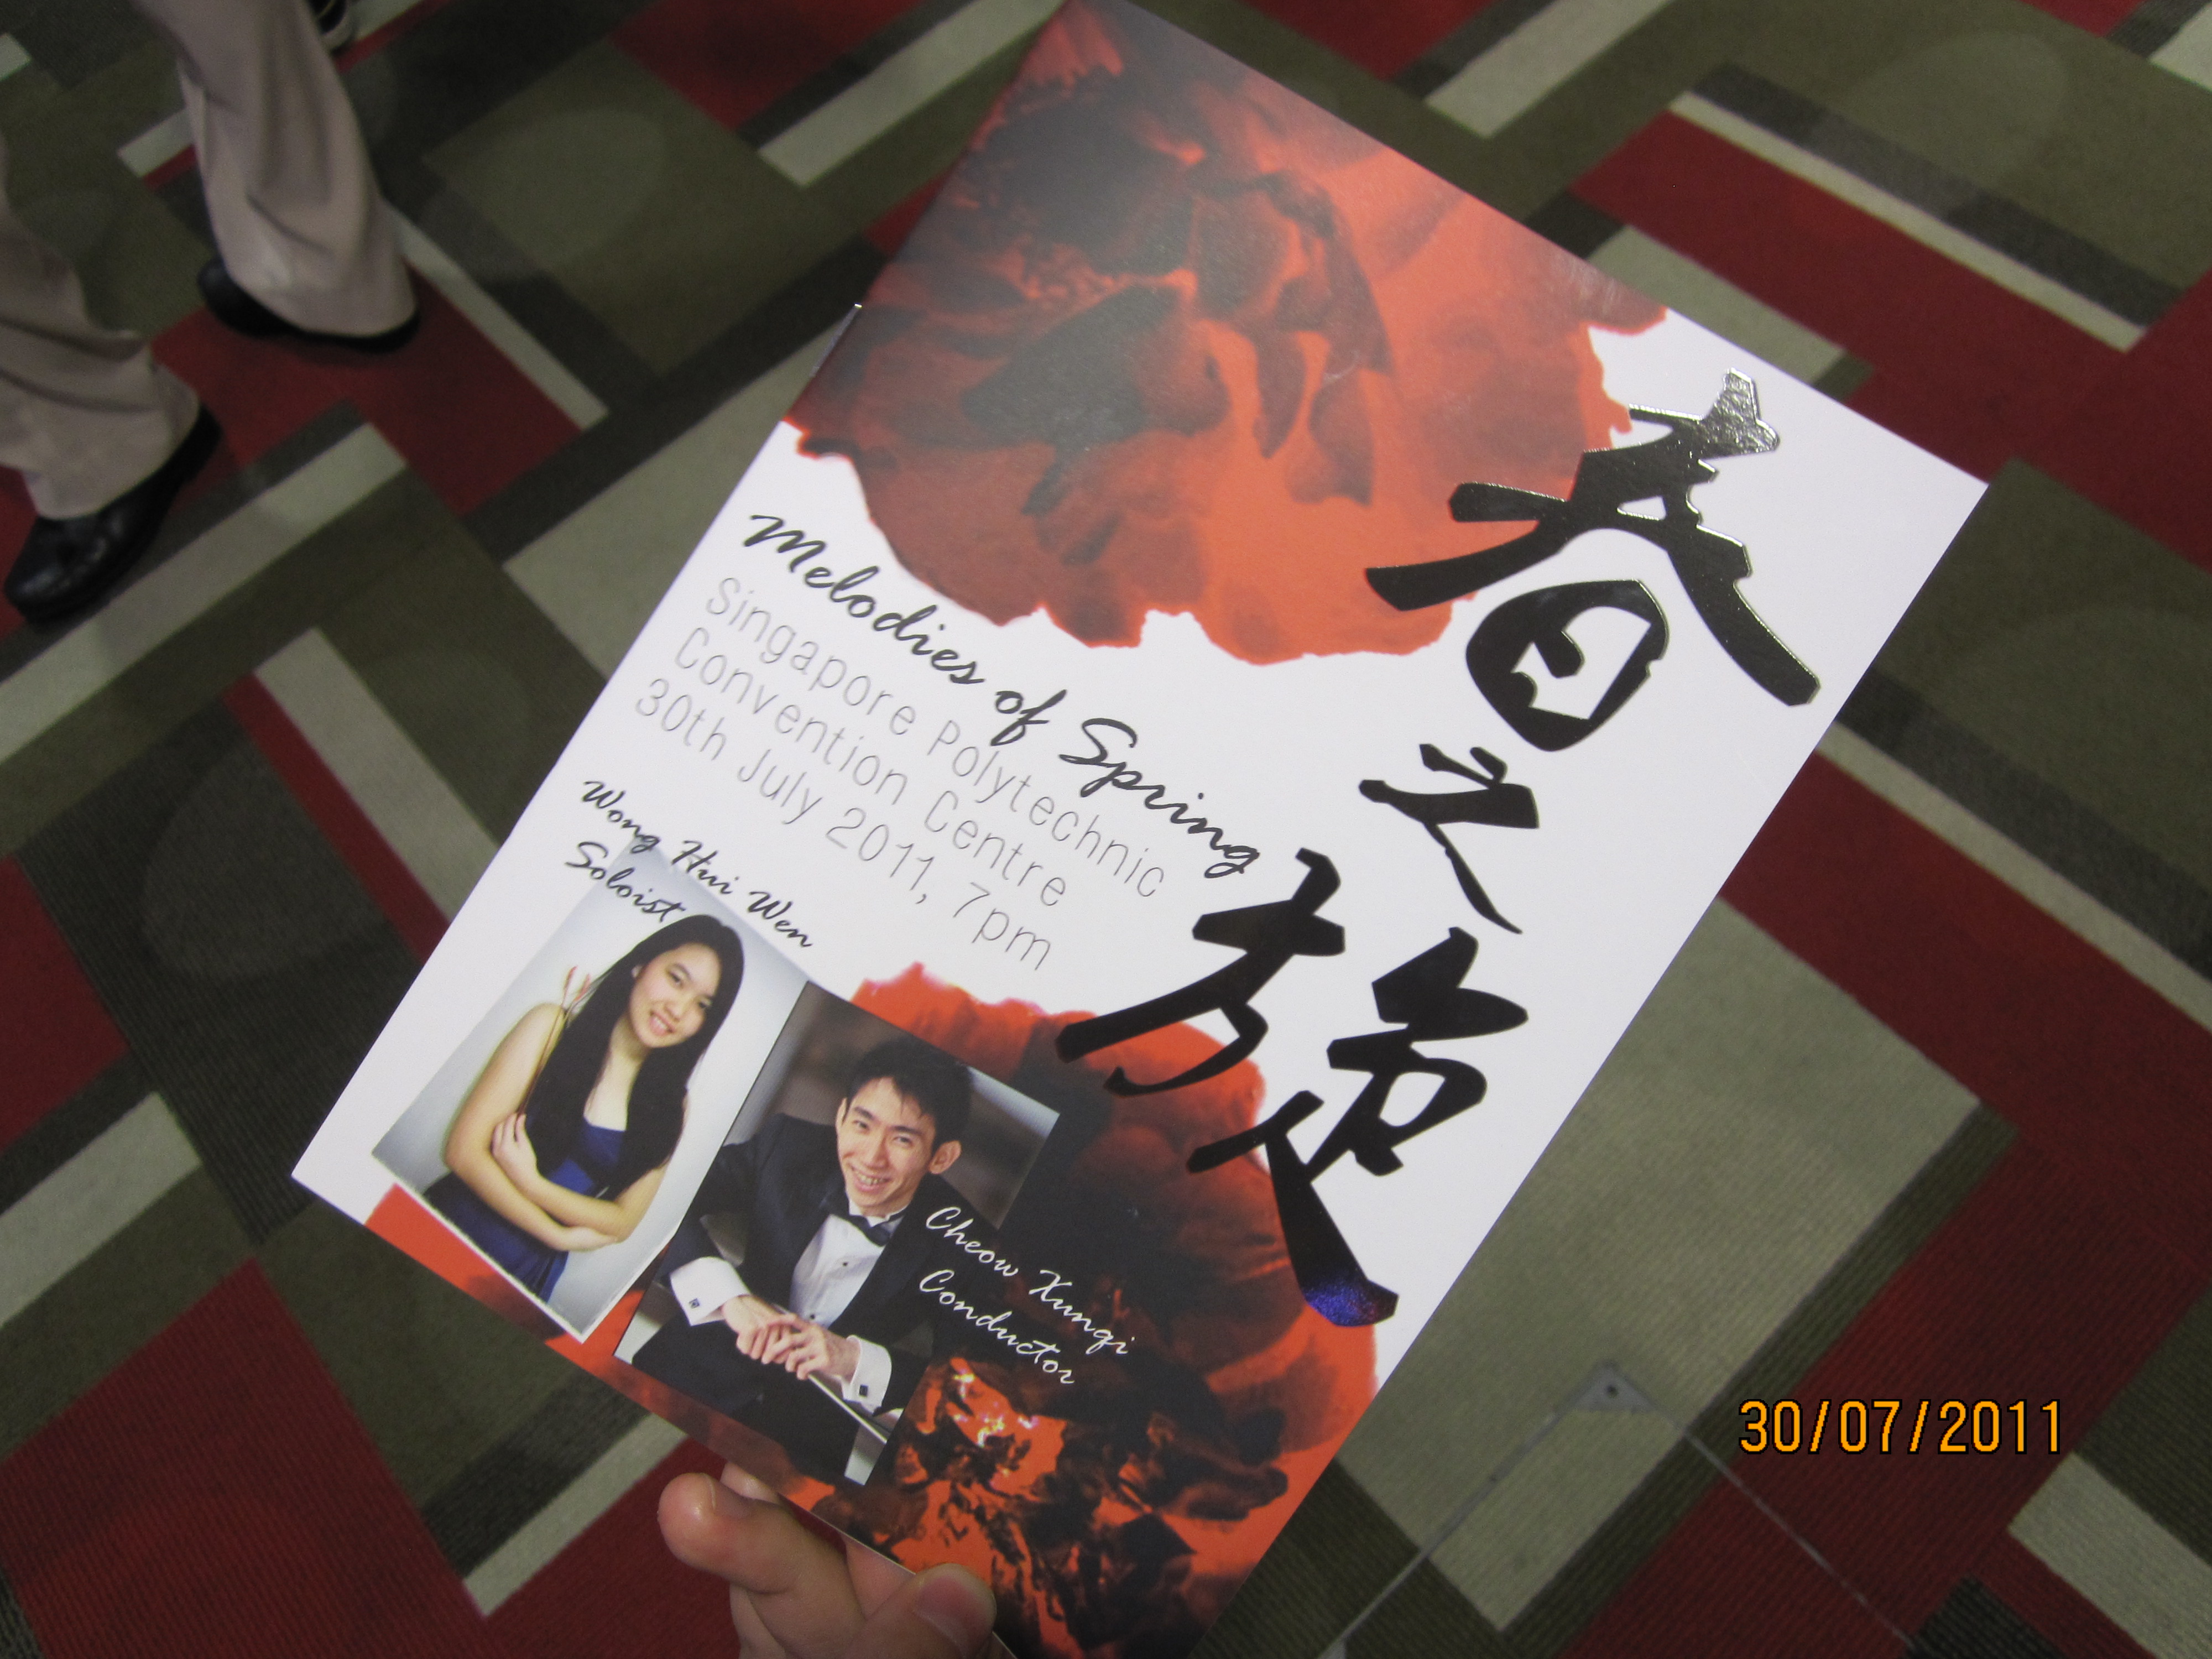 春之旅
Melodies of Spring
Singapore Polytechnic
Convention Centre
30th July 2011, 7pm
Wong Hui Wen
Soloist
Cheow Xunqi
Conductor
30/07/2011